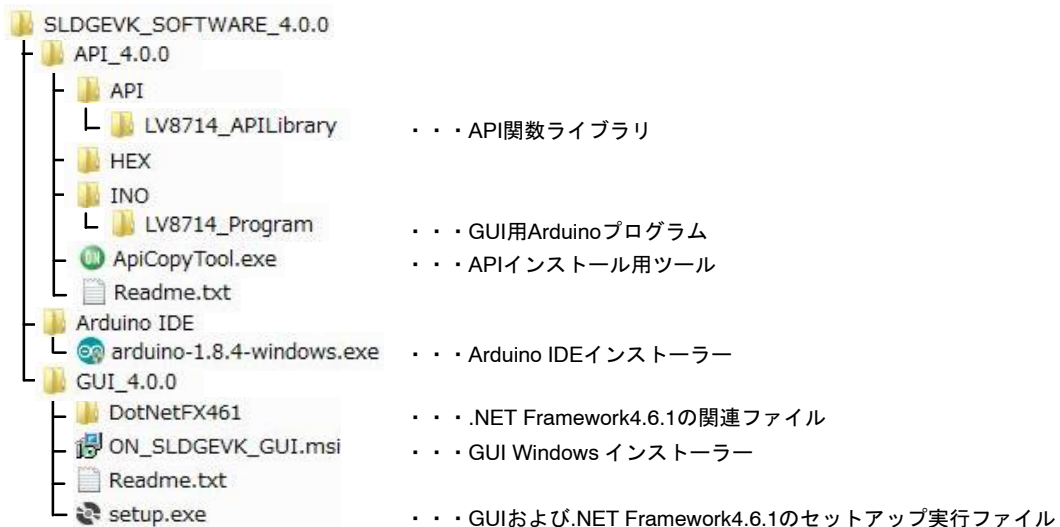 SLDGEVK_SOFTWARE_4.0.0
API_4.0.0
API
LV8714_APILibrary ・・・API関数ライブラリ
HEX
INO
LV8714_Program ・・・GUI用Arduinoプログラム
ApiCopyTool.exe ・・・APIインストール用ツール
Readme.txt
Arduino IDE
arduino-1.8.4-windows.exe ・・・Arduino IDEインストーラー
GUI_4.0.0
DotNetFX461 ・・・.NET Framework4.6.1の関連ファイル
ON_SLDGEVK_GUI.msi ・・・GUI Windows インストーラー
Readme.txt
setup.exe ・・・GUIおよび.NET Framework4.6.1のセットアップ実行ファイル